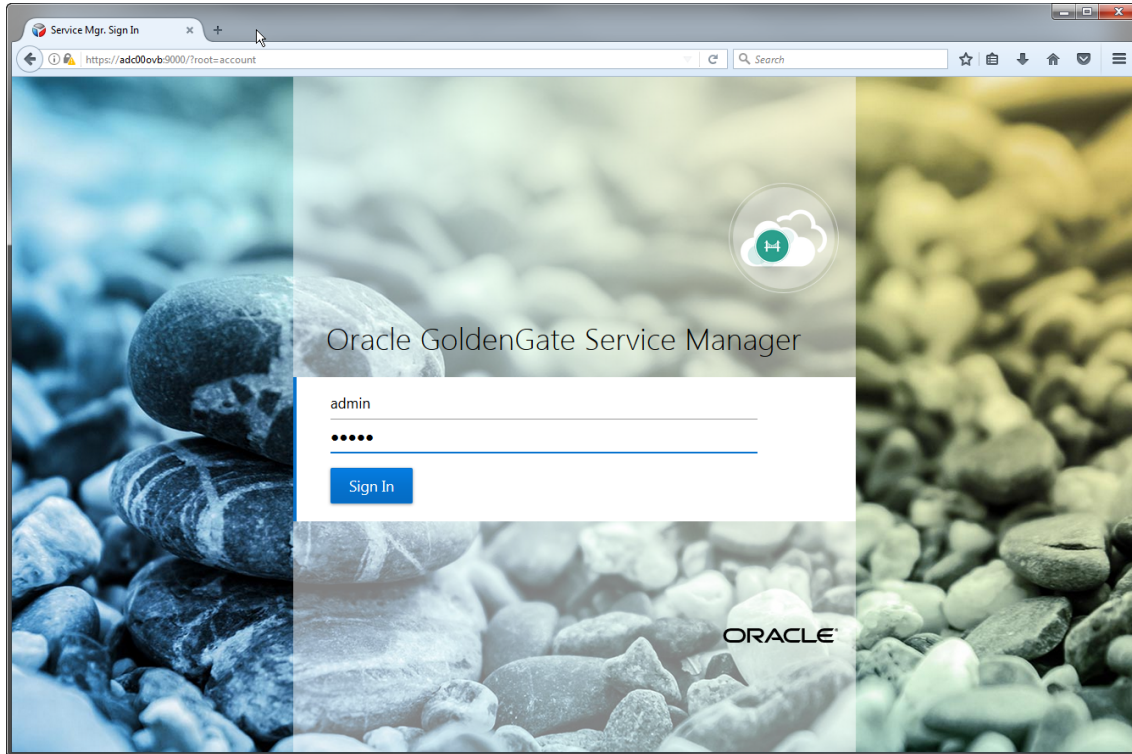 Service Mgr. Sign In
https://adc00ovb:9000/?root=account
Search
Oracle GoldenGate Service Manager
admin
•••••
Sign In
ORACLE